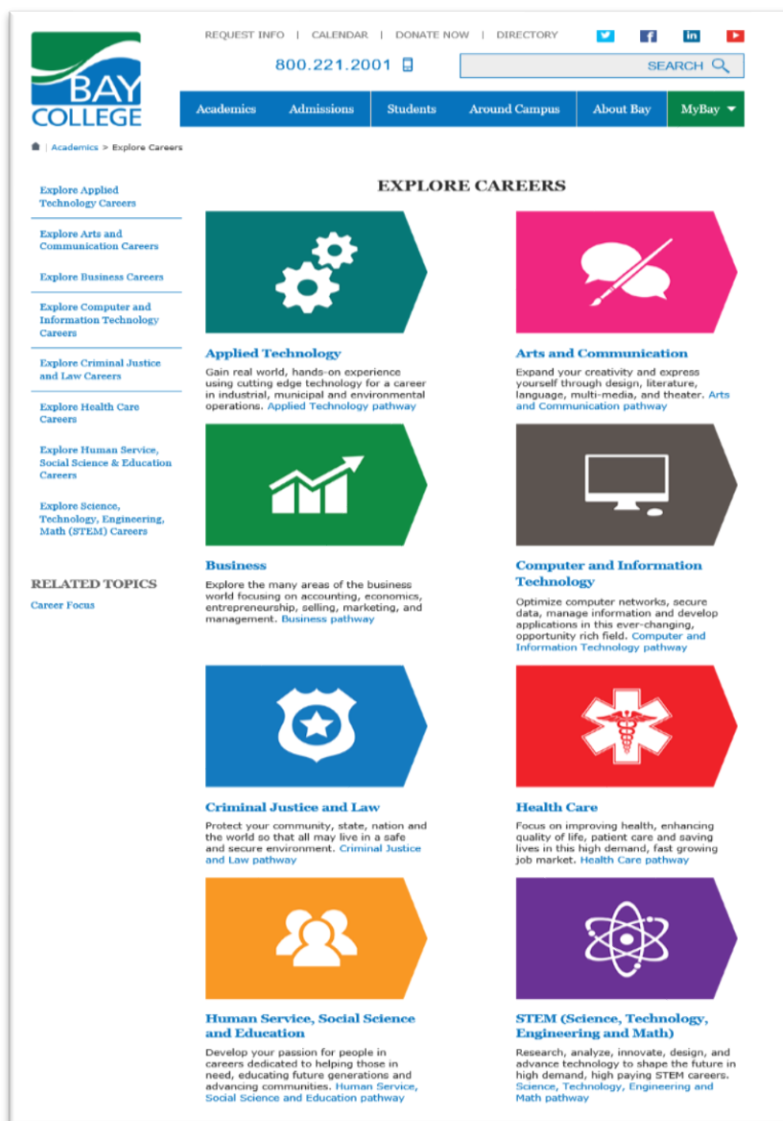 REQUEST INFO | CALENDAR | DONATE NOW | DIRECTORY
800.221.2001
SEARCH
BAY
COLLEGE
Academics Admissions Students Around Campus About Bay MyBay
| Academics > Explore Careers
Explore Applied
Technology Careers
Explore Arts and
Communication Careers
Explore Business Careers
Explore Computer and
Information Technology
Careers
Explore Criminal Justice
and Law Careers
Explore Health Care
Careers
Explore Human Service,
Social Science & Education
Careers
Explore Science,
Technology, Engineering,
Math (STEM) Careers
RELATED TOPICS
Career Focus
EXPLORE CAREERS
Applied Technology
Gain real world, hands-on experience
using cutting edge technology for a career
in industrial, municipal and environmental
operations. Applied Technology pathway
Arts and Communication
Expand your creativity and express
yourself through design, literature,
language, multi-media, and theater. Arts
and Communication pathway
Business
Explore the many areas of the business
world focusing on accounting, economics,
entrepreneurship, selling, marketing, and
management. Business pathway
Computer and Information
Technology
Optimize computer networks, secure
data, manage information and develop
applications in this ever-changing,
opportunity rich field. Computer and
Information Technology pathway
Criminal Justice and Law
Protect your community, state, nation and
the world so that all may live in a safe
and secure environment. Criminal Justice
and Law pathway
Health Care
Focus on improving health, enhancing
quality of life, patient care and saving
lives in this high demand, fast growing
job market. Health Care pathway
Human Service, Social Science
and Education
Develop your passion for people in
careers dedicated to helping those in
need, educating future generations and
advancing communities. Human Service,
Social Science and Education pathway
STEM (Science, Technology,
Engineering and Math)
Research, analyze, innovate, design, and
advance technology to shape the future in
high demand, high paying STEM careers.
Science, Technology, Engineering and
Math pathway